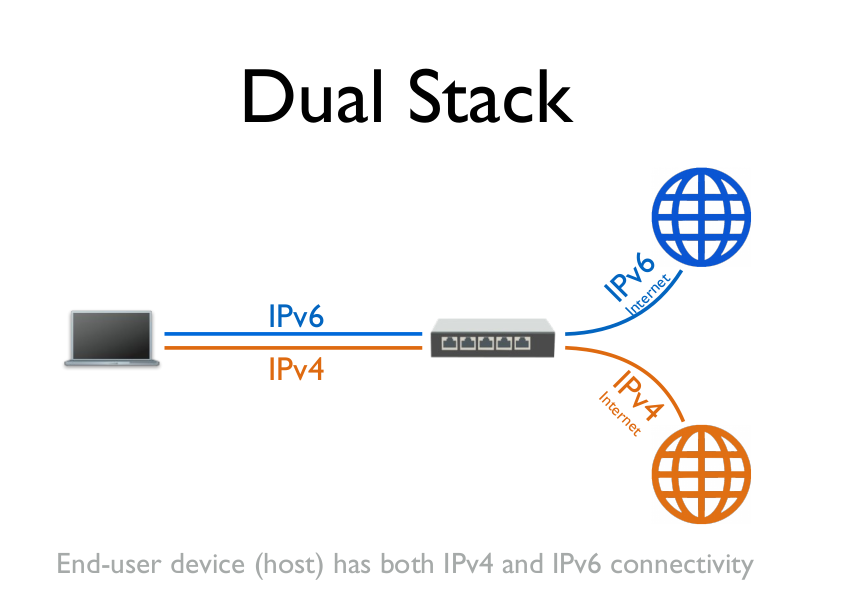 Dual Stack
IPv6
IPv4
IPv6
Internet
IPv4
Internet
End-user device (host) has both IPv4 and IPv6 connectivity